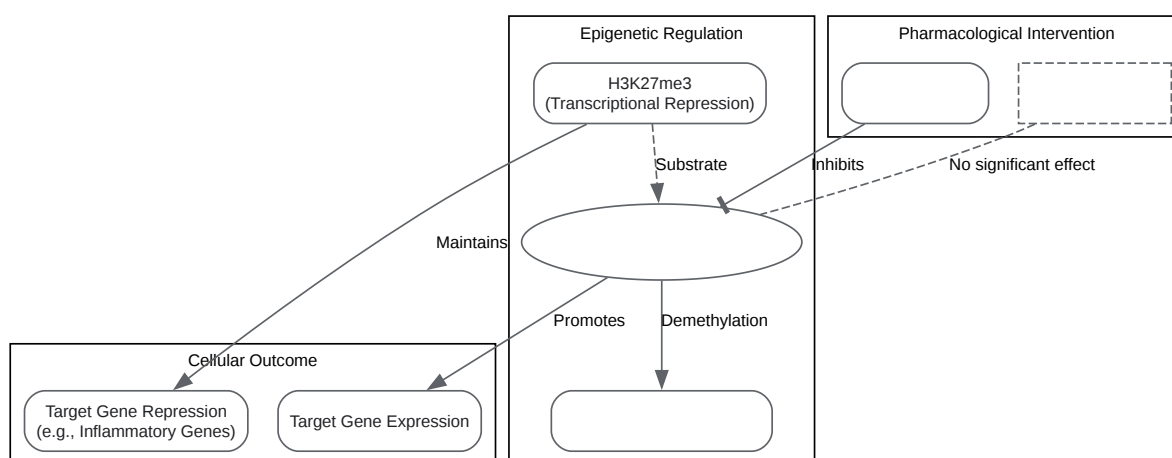 Epigenetic Regulation
Pharmacological Intervention
H3K27me3
(Transcriptional Repression)
Substrate
Inhibits
No significant effect
Maintains
Promotes
Demethylation
Cellular Outcome
Target Gene Repression
(e.g., Inflammatory Genes)
Target Gene Expression